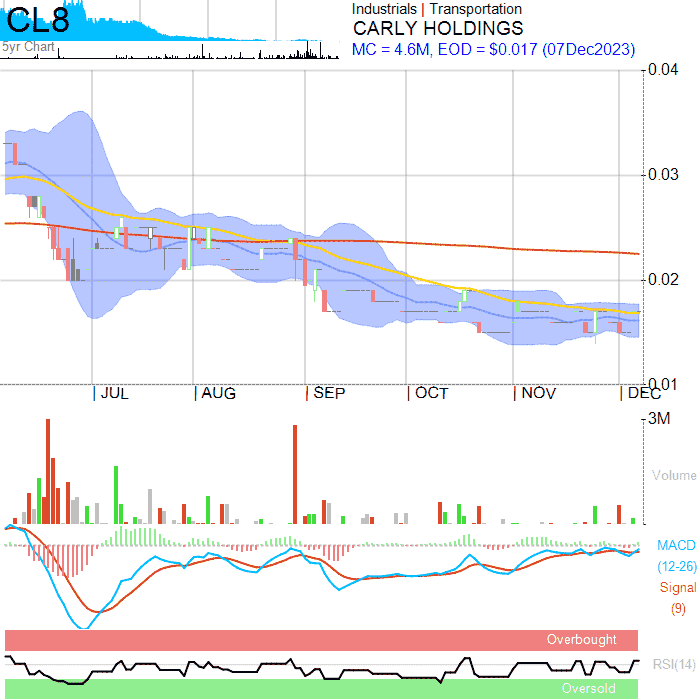 CL8
5yr Chart
Industrials | Transportation
CARLY HOLDINGS
MC = 4.6M, EOD = $0.017 (07Dec2023)
0.04
0.03
0.02
0.01
JUL AUG SEP OCT NOV DEC
3M
Volume
MACD
(12-26)
Signal
(9)
Overbought
RSI(14)
Oversold